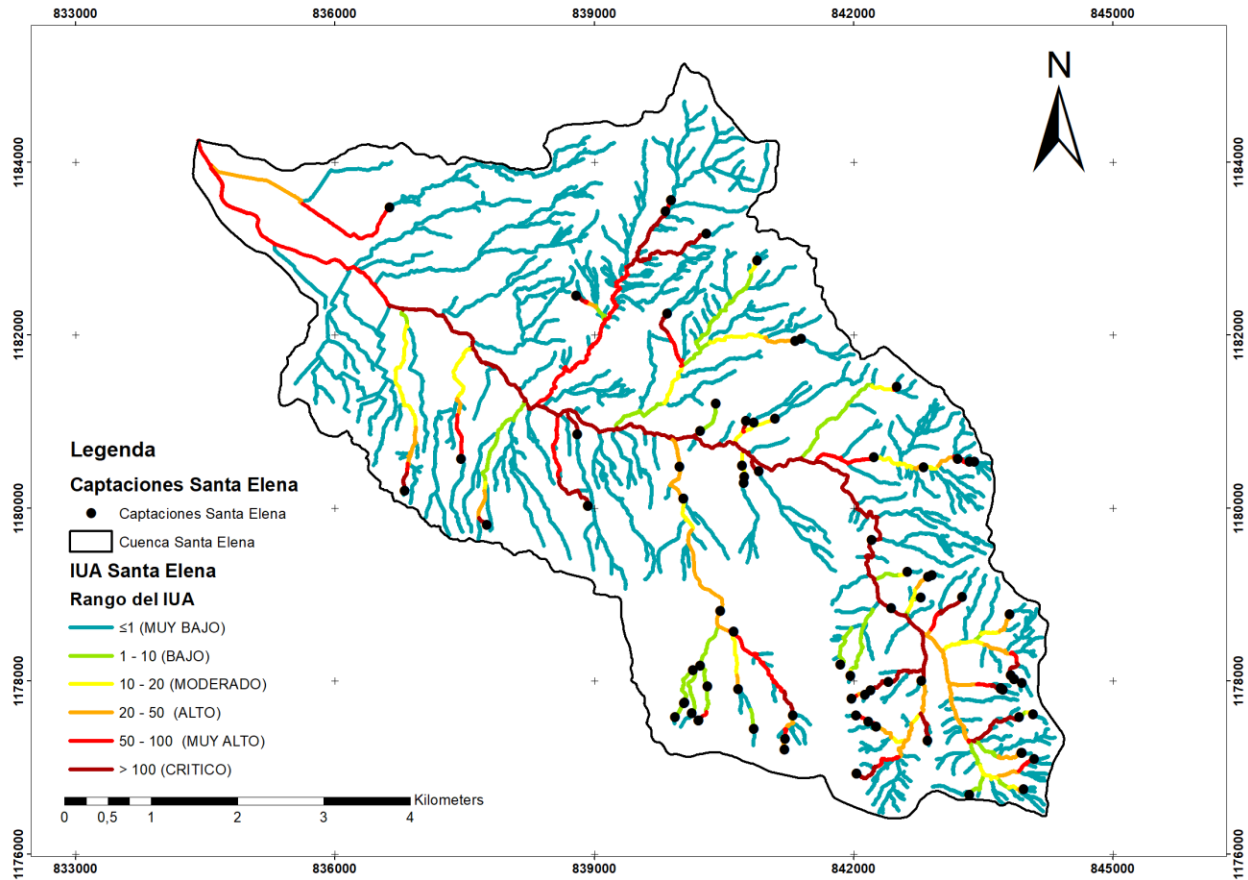 833000 836000 839000 842000 845000
N
1184000 1184000
1182000 1182000
1180000 1180000
1178000 1178000
1176000 1176000
Legenda
Captaciones Santa Elena
Captaciones Santa Elena
Cuenca Santa Elena
IUA Santa Elena
Rango del IUA
≤1 (MUY BAJO)
1 - 10 (BAJO)
10 - 20 (MODERADO)
20 - 50 (ALTO)
50 - 100 (MUY ALTO)
> 100 (CRITICO)
Kilometers
0 0,5 1 2 3 4
833000 836000 839000 842000 845000